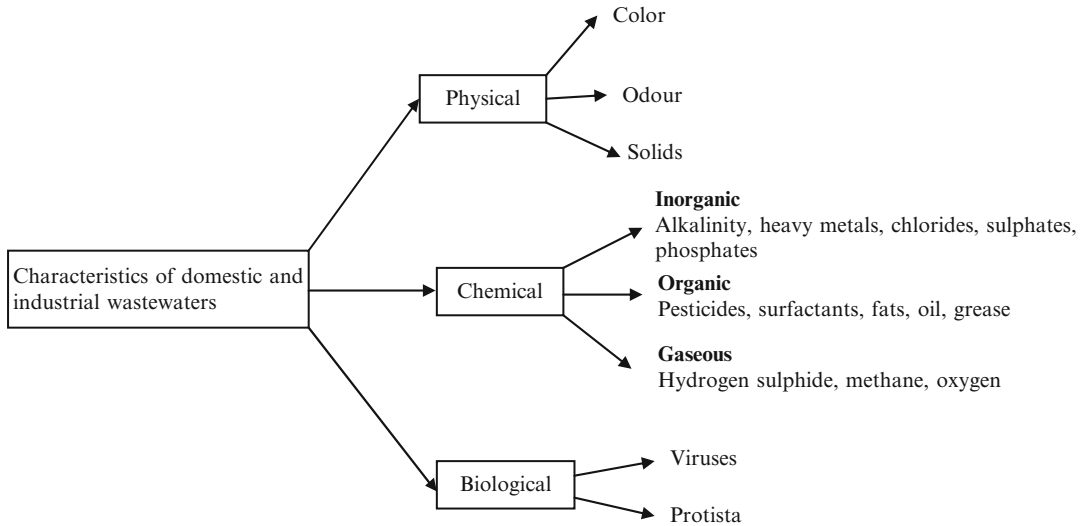 Characteristics of domestic and
industrial wastewaters
Physical
Color
Odour
Solids
Chemical
Inorganic
Alkalinity, heavy metals, chlorides, sulphates,
phosphates
Organic
Pesticides, surfactants, fats, oil, grease
Gaseous
Hydrogen sulphide, methane, oxygen
Biological
Viruses
Protista